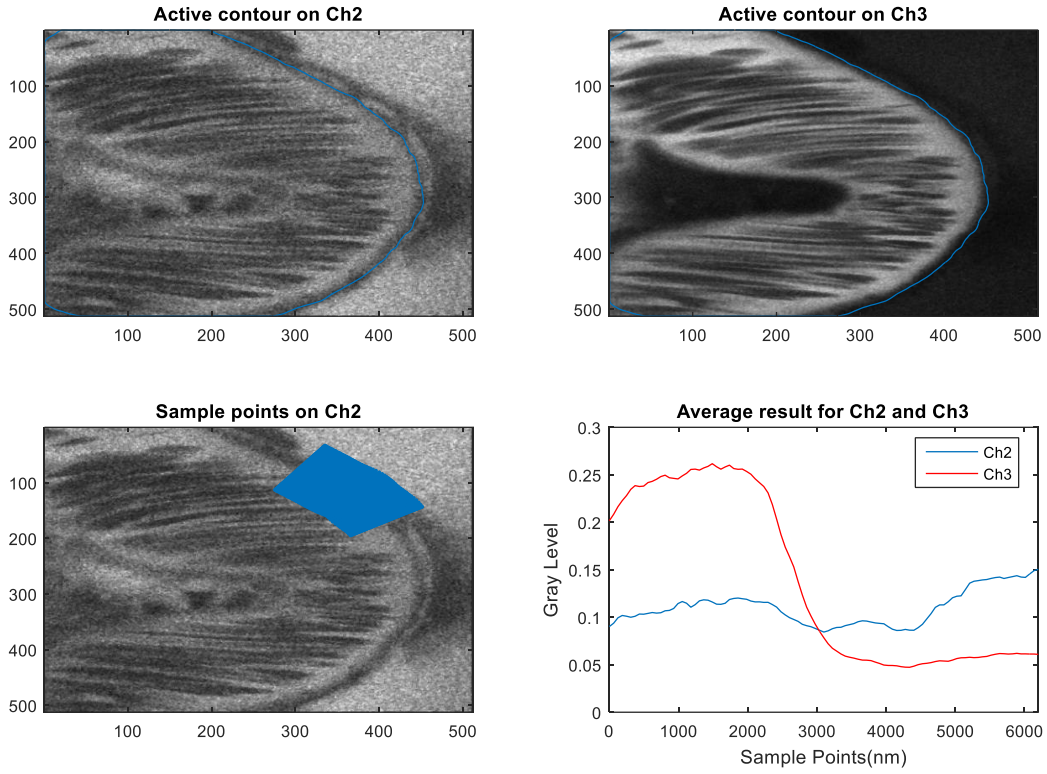 Active contour on Ch2
100
200
300
400
500
100 200 300 400 500
Active contour on Ch3
100
200
300
400
500
100 200 300 400 500
Sample points on Ch2
100
200
300
400
500
100 200 300 400 500
Average result for Ch2 and Ch3
Gray Level
0.3
0.25
0.2
0.15
0.1
0.05
0
Ch2
Ch3
0 1000 2000 3000 4000 5000 6000
Sample Points(nm)